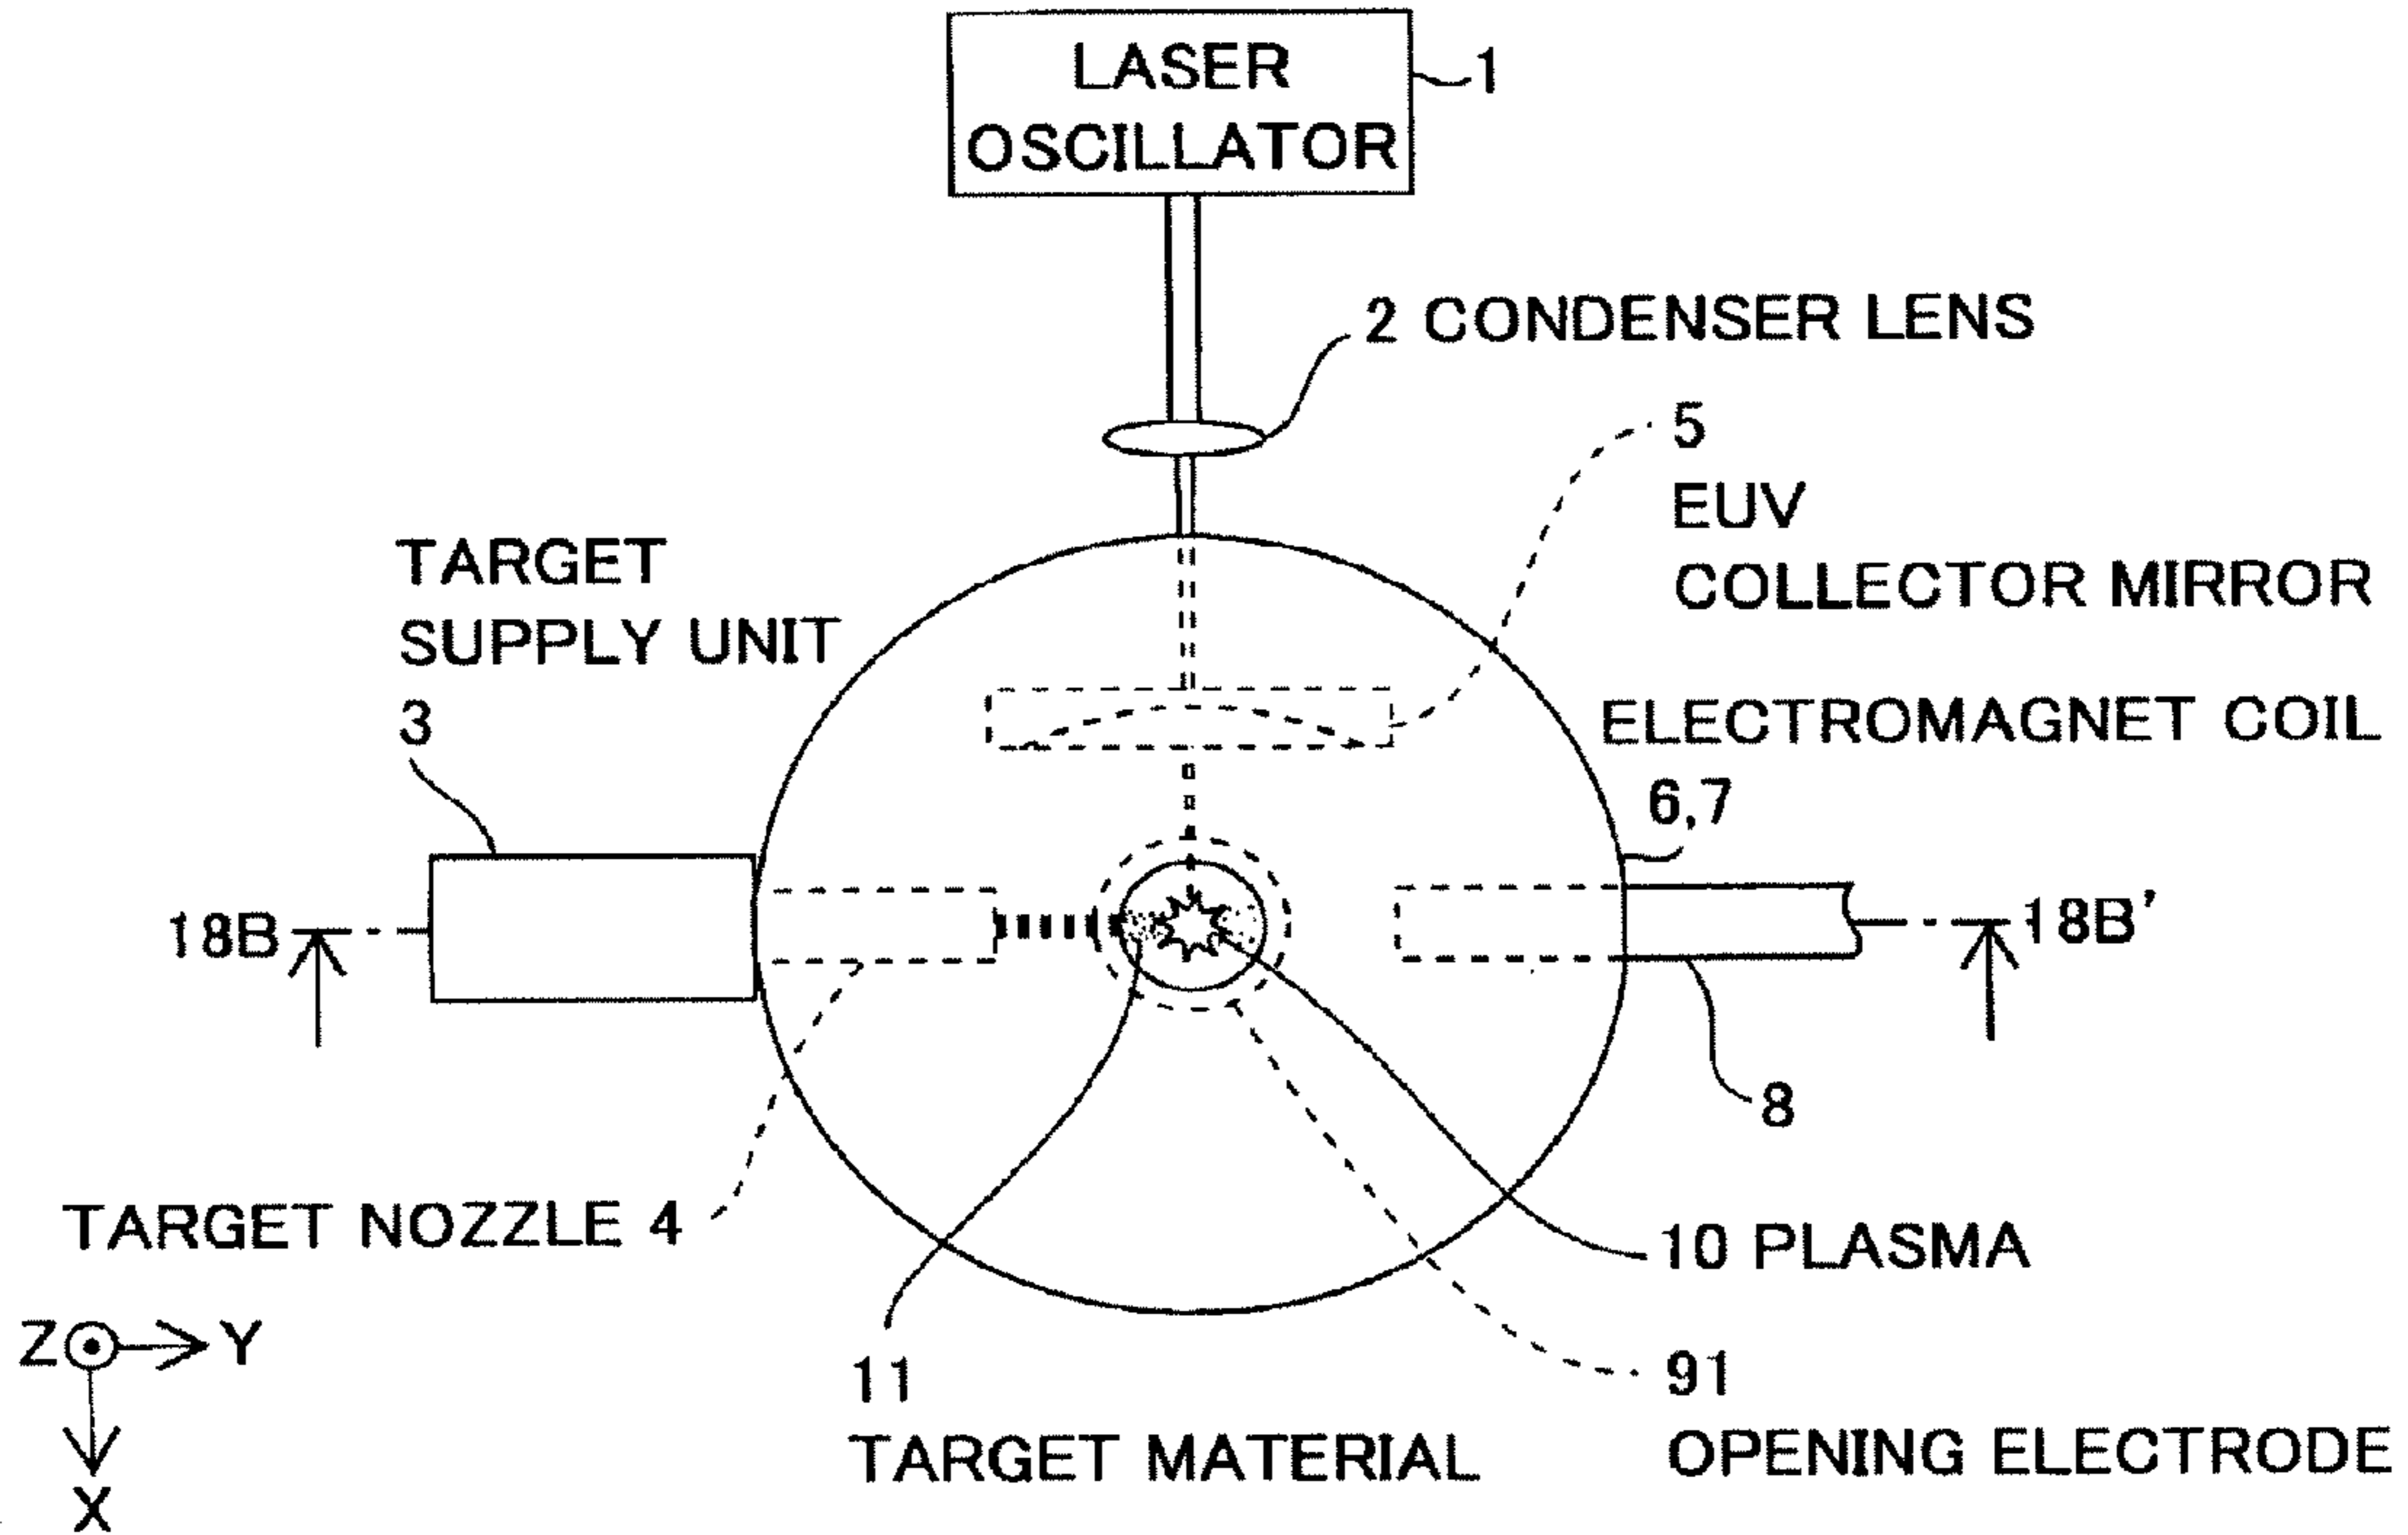 LASER
OSCILLATOR
1
2 CONDENSER LENS
5
EUV
COLLECTOR MIRROR
TARGET
SUPPLY UNIT
3
ELECTROMAGNET COIL
6,7
18B
18B'
8
TARGET NOZZLE 4
10 PLASMA
Z
Y
X
11
TARGET MATERIAL
91
OPENING ELECTRODE